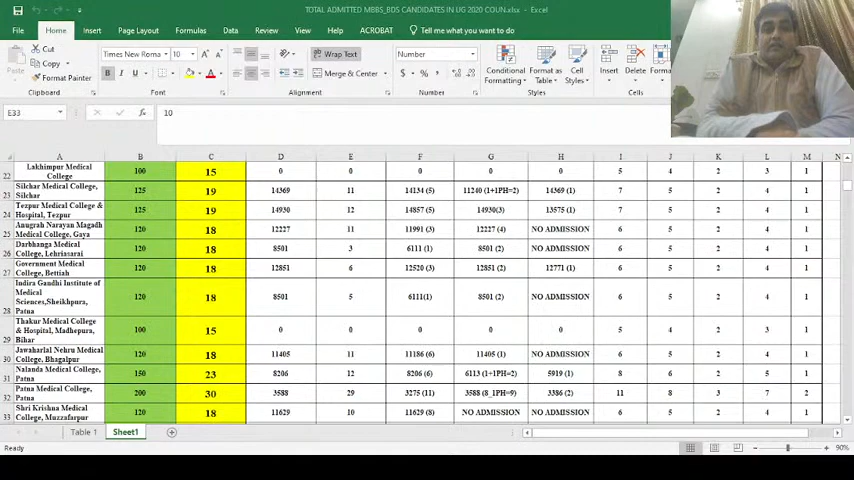 TOTAL ADMITTED MBBS_BDS CANDIDATES IN UG 2020 COUN.xlsx - Excel
File Home Insert Page Layout Formulas Data Review View Help ACROBAT Tell me what you want to do
Cut
Copy
Format Painter
Paste
Clipboard
Times New Roma 10
B I U
Font
Wrap Text
Merge & Center
Alignment
Number
$ % ,
Number
Conditional Formatting
Format as Table
Cell Styles
Styles
Insert Delete Forma
Cells
E33 fx 10
A B C D E F G H I J K L M N
22 Lakhimpur Medical College 100 15 0 0 0 0 0 5 4 2 3 1
23 Silchar Medical College, Silchar 125 19 14369 11 14134 (5) 11240 (1+1PH=2) 14369 (1) 7 5 2 4 1
24 Tezpur Medical College & Hospital, Tezpur 125 19 14930 12 14857 (5) 14930(3) 13575 (1) 7 5 2 4 1
25 Anugrah Narayan Magadh Medical College, Gaya 120 18 12227 11 11991 (3) 12227 (4) NO ADMISSION 6 5 2 4 1
26 Darbhanga Medical College, Lehriasarai 120 18 8501 3 6111 (1) 8501 (2) NO ADMISSION 6 5 2 4 1
27 Government Medical College, Bettiah 120 18 12851 6 12520 (3) 12851 (2) 12771 (1) 6 5 2 4 1
28 Indira Gandhi Institute of Medical Sciences,Sheikhpura, Patna 120 18 8501 5 6111(1) 8501 (2) NO ADMISSION 6 5 2 4 1
29 Thakur Medical College & Hospital, Madhepura, Bihar 100 15 0 0 0 0 0 5 4 2 3 1
30 Jawaharlal Nehru Medical College, Bhagalpur 120 18 11405 11 11186 (6) 11405 (1) NO ADMISSION 6 5 2 4 1
31 Nalanda Medical College, Patna 150 23 8206 12 8206 (6) 6113 (1+1PH=2) 5919 (1) 8 6 2 5 1
32 Patna Medical College, Patna 200 30 3588 29 3275 (11) 3588 (8_1PH=9) 3386 (2) 11 8 3 7 2
33 Shri Krishna Medical College, Muzzafarpur 120 18 11629 10 11629 (8) NO ADMISSION NO ADMISSION 6 5 2 4 1
Table 1 Sheet1
Ready 90%